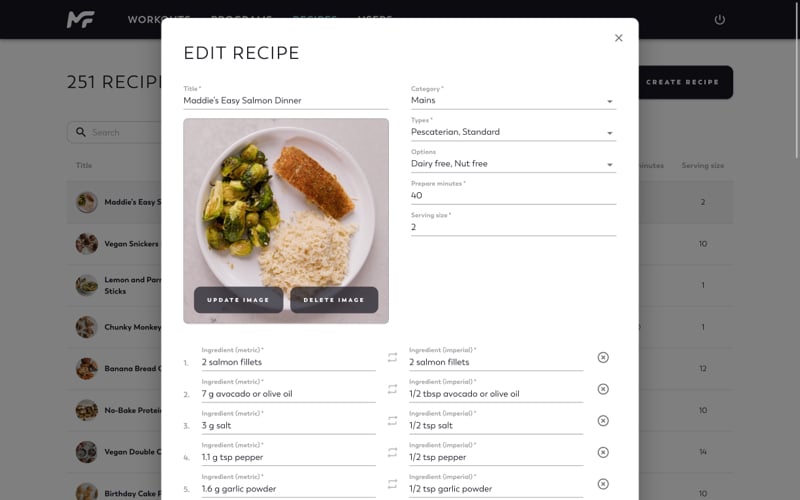 WORKOUTS PROGRAMS RECIPES USERS
251 RECIPE
CREATE RECIPE
Search
Title
minutes Serving size
Maddie's Easy S
2
Vegan Snickers
10
Lemon and Parm
Sticks
1
Chunky Monkey
1
Banana Bread
12
No-Bake Protein
10
Vegan Double C
14
Birthday Cake F
10
EDIT RECIPE
Title *
Maddie's Easy Salmon Dinner
UPDATE IMAGE
DELETE IMAGE
Category *
Mains
Types *
Pescaterian, Standard
Options
Dairy free, Nut free
Prepare minutes *
40
Serving size *
2
Ingredient (metric) * Ingredient (imperial) *
1. 2 salmon fillets 2 salmon fillets
Ingredient (metric) * Ingredient (imperial) *
2. 7 g avocado or olive oil 1/2 tbsp avocado or olive oil
Ingredient (metric) * Ingredient (imperial) *
3. 3 g salt 1/2 tsp salt
Ingredient (metric) * Ingredient (imperial) *
4. 1.1 g tsp pepper 1/2 tsp pepper
Ingredient (metric) * Ingredient (imperial) *
5. 1.6 g garlic powder 1/2 tsp garlic powder